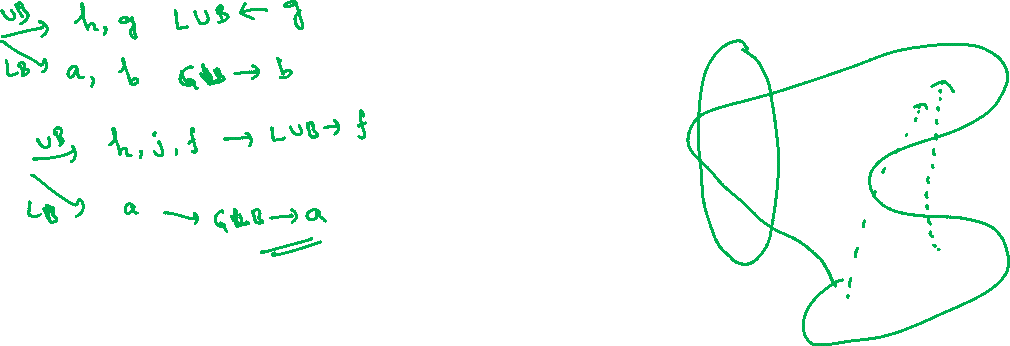 UB → h, g LUB ← g
LB → a, b GLB → b
UB → h, j, f → LUB → f
LB → a → GLB → a